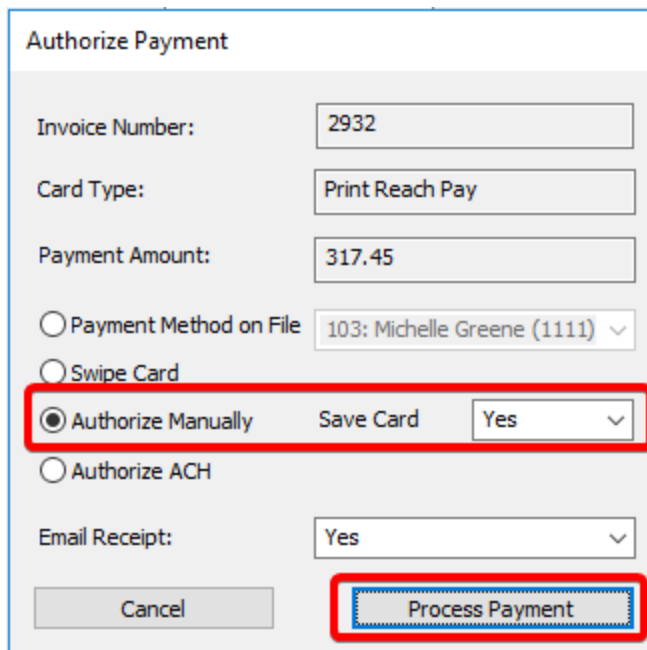 Authorize Payment
Invoice Number: 2932
Card Type: Print Reach Pay
Payment Amount: 317.45
Payment Method on File 103: Michelle Greene (1111)
Swipe Card
Authorize Manually Save Card Yes
Authorize ACH
Email Receipt: Yes
Cancel Process Payment